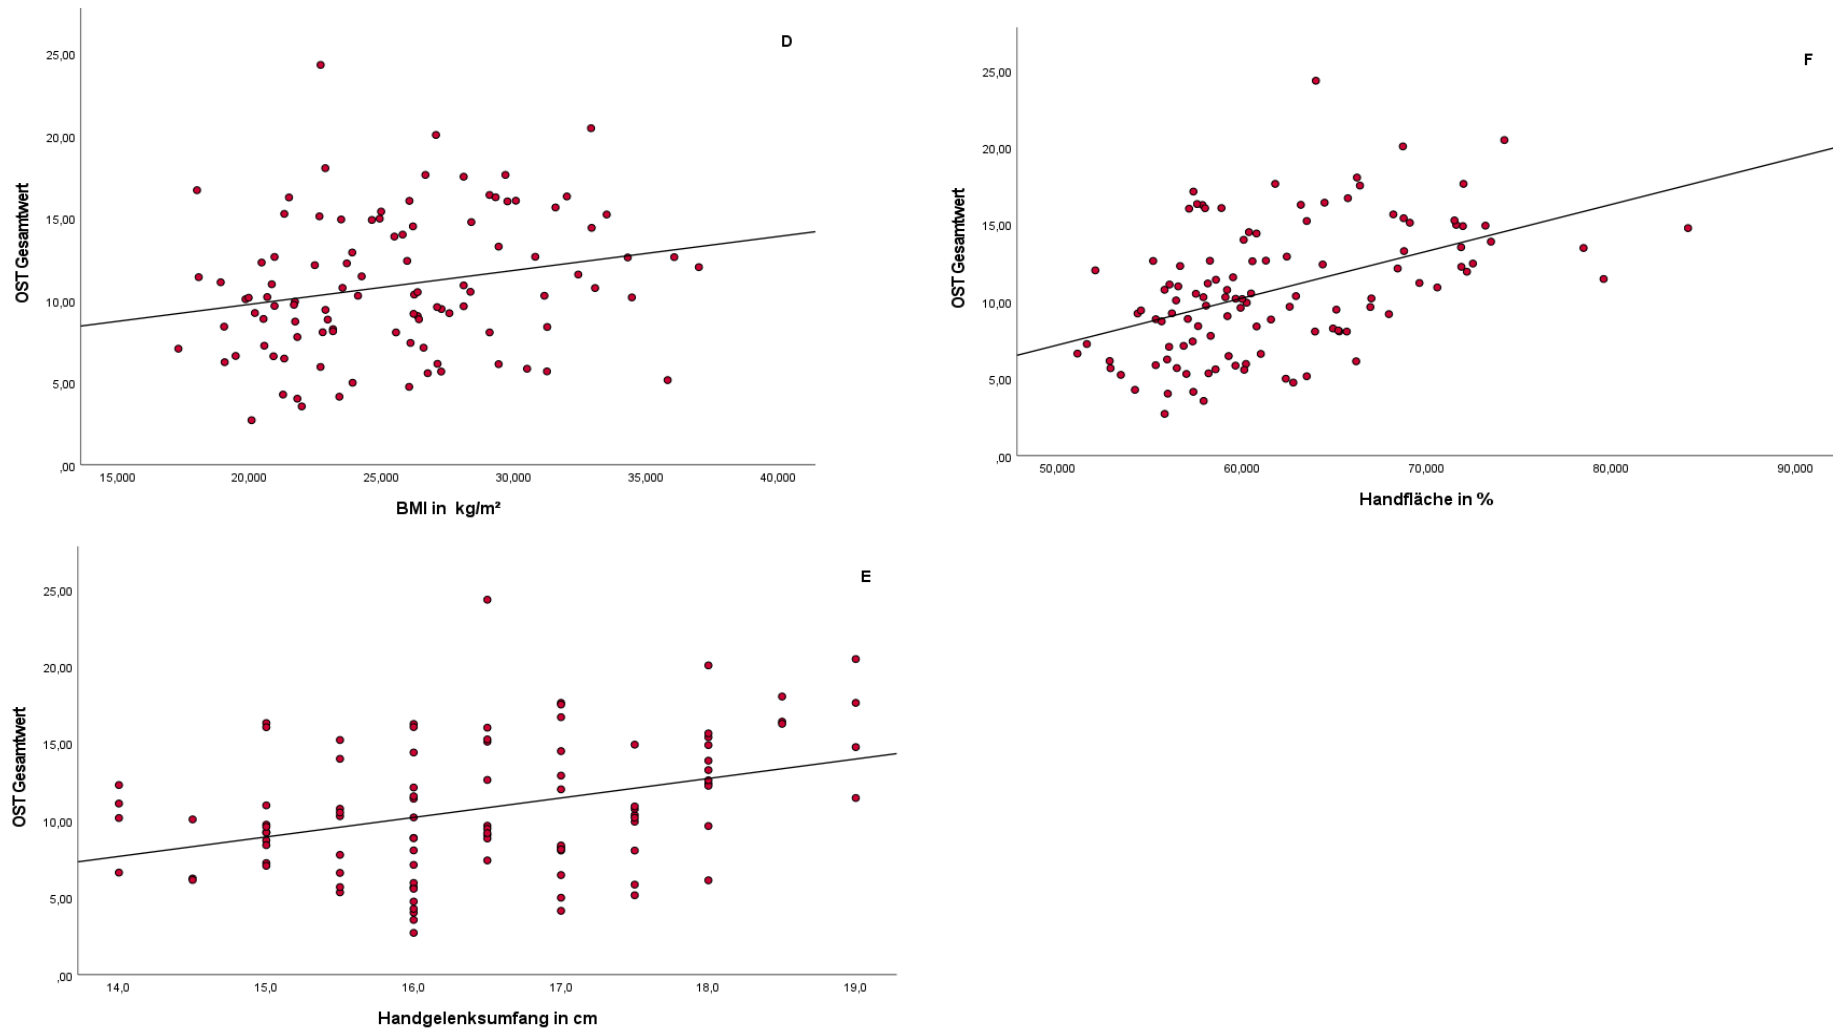 D
25,00
20,00
15,00
10,00
5,00
,00
OST Gesamtwert
15,000 20,000 25,000 30,000 35,000 40,000
BMI in kg/m²
F
25,00
20,00
15,00
10,00
5,00
,00
OST Gesamtwert
50,000 60,000 70,000 80,000 90,000
Handfläche in %
E
25,00
20,00
15,00
10,00
5,00
,00
OST Gesamtwert
14,0 15,0 16,0 17,0 18,0 19,0
Handgelenksumfang in cm